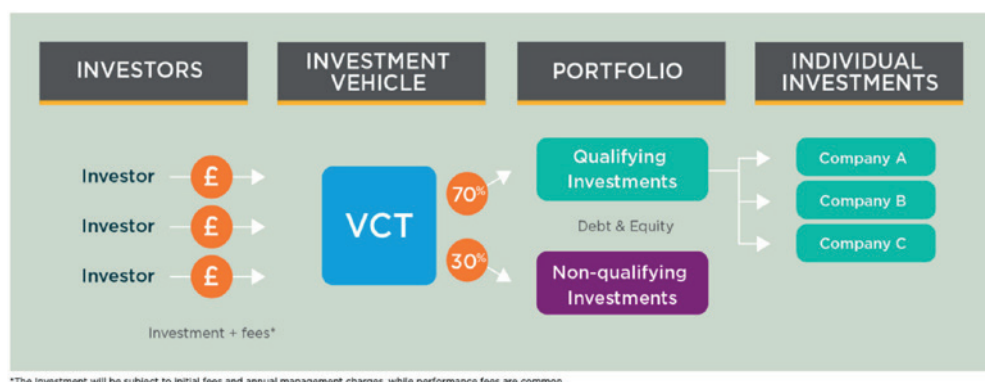 INVESTORS
INVESTMENT
VEHICLE
PORTFOLIO
INDIVIDUAL
INVESTMENTS
Investor £
Investor £
Investor £
Investment + fees*
VCT
70%
30%
Qualifying
Investments
Debt & Equity
Non-qualifying
Investments
Company A
Company B
Company C
*The investment will be subject to initial fees and annual management charges, while performance fees are common